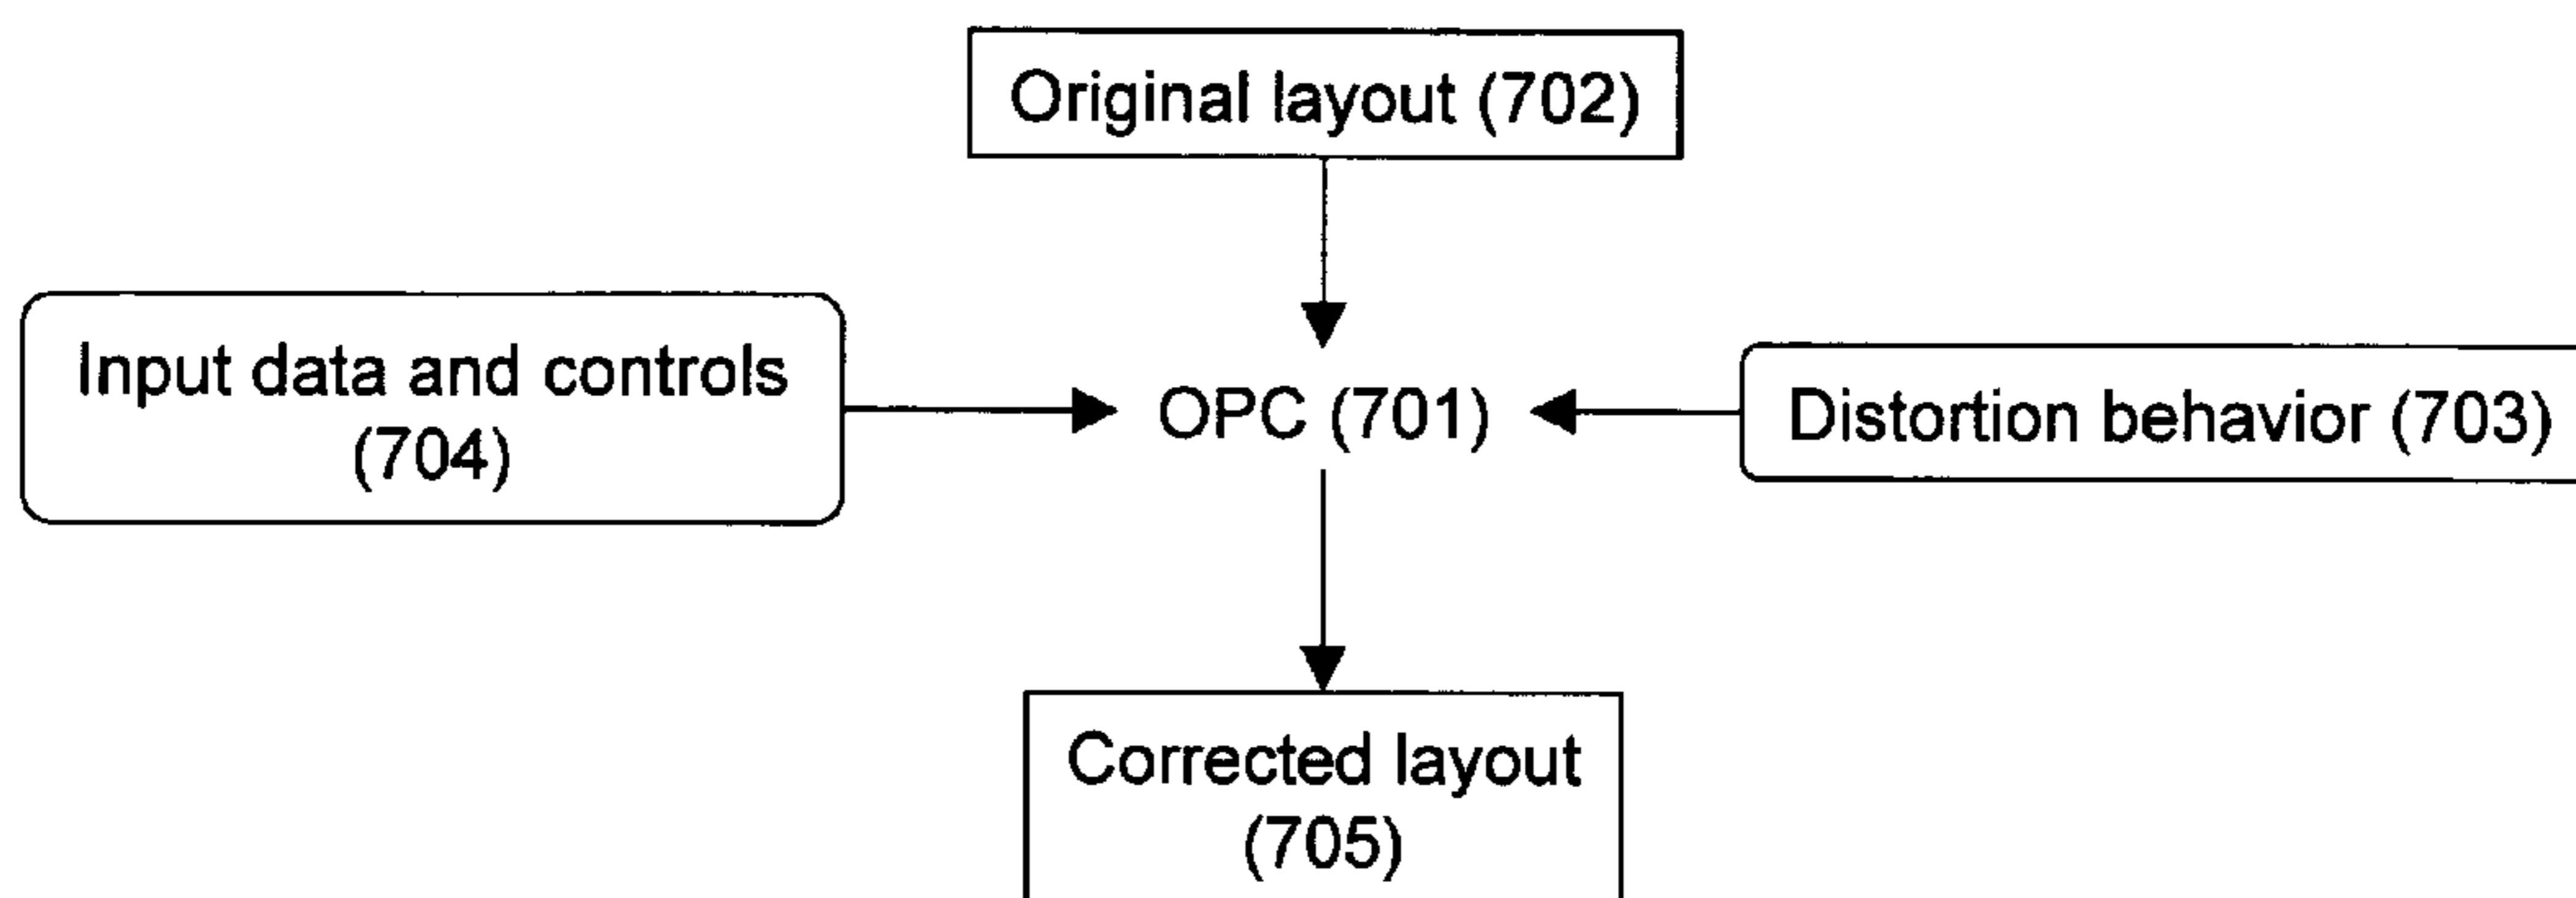 Original layout (702)
Input data and controls
(704)
OPC (701)
Distortion behavior (703)
Corrected layout
(705)